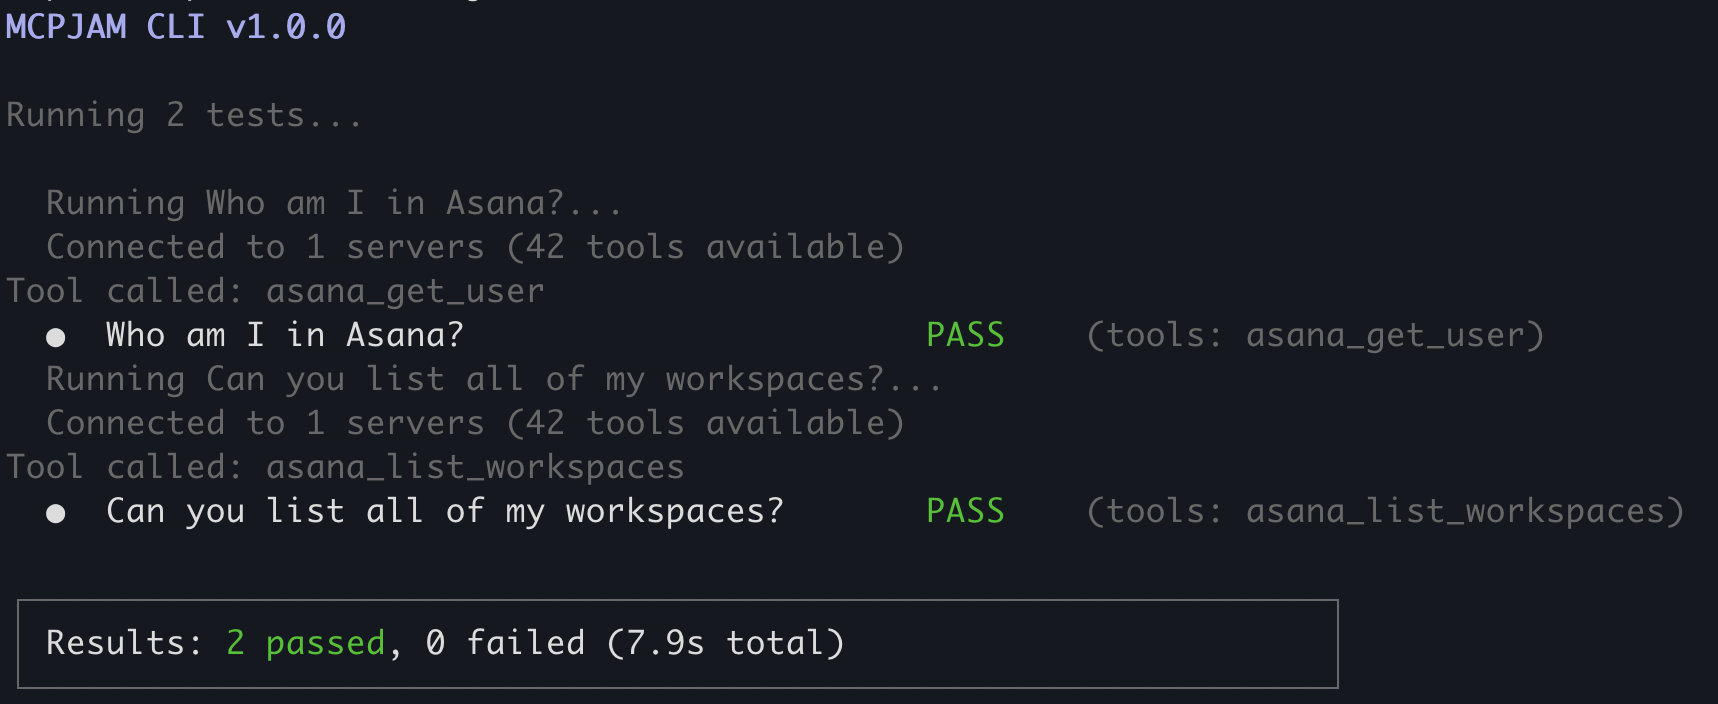 MCPJAM CLI v1.0.0
Running 2 tests...
Running Who am I in Asana?...
Connected to 1 servers (42 tools available)
Tool called: asana_get_user
● Who am I in Asana? PASS (tools: asana_get_user)
Running Can you list all of my workspaces?...
Connected to 1 servers (42 tools available)
Tool called: asana_list_workspaces
● Can you list all of my workspaces? PASS (tools: asana_list_workspaces)
Results: 2 passed, 0 failed (7.9s total)